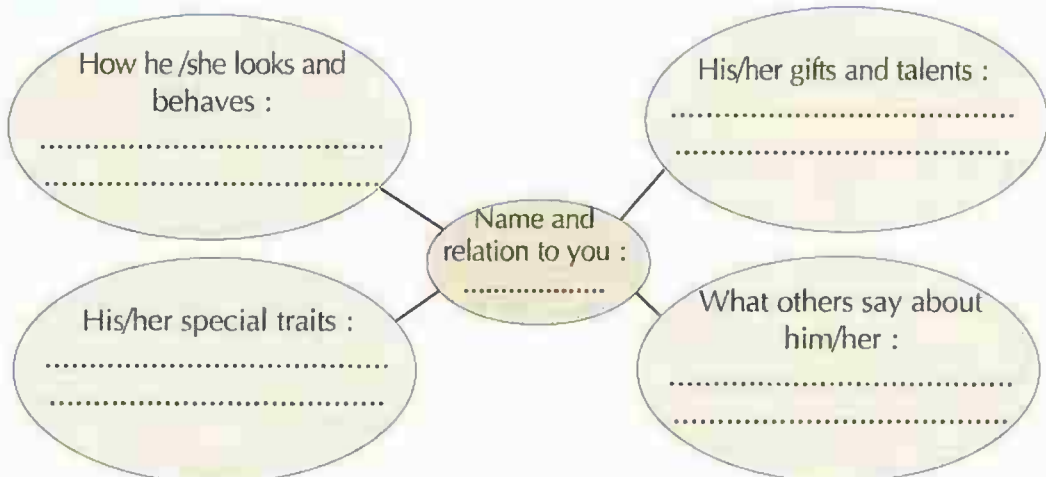 How he/she looks and
behaves :
..................................................
..................................................
His/her gifts and talents :
..................................................
..................................................
Name and
relation to you :
.....................
His/her special traits :
..................................................
..................................................
What others say about
him/her :
..................................................
..................................................